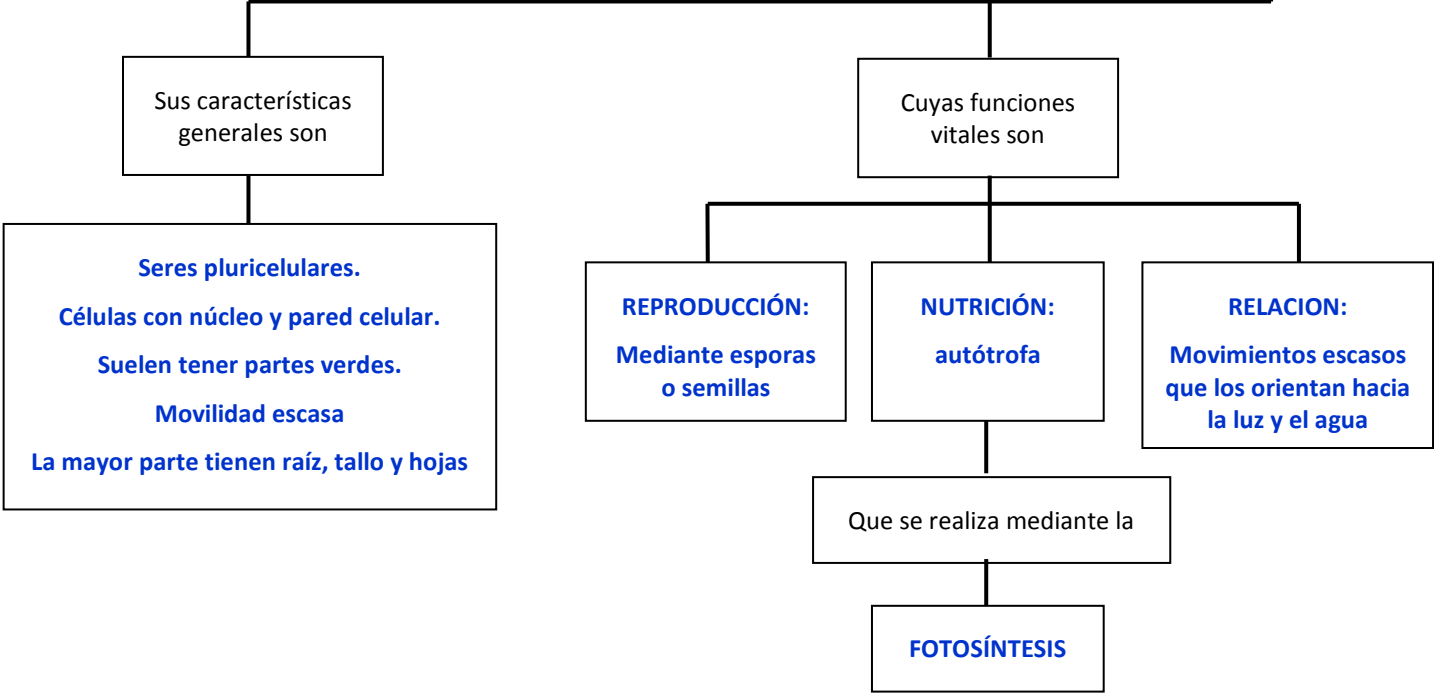 Sus características
generales son
Seres pluricelulares.
Células con núcleo y pared celular.
Suelen tener partes verdes.
Movilidad escasa
La mayor parte tienen raíz, tallo y hojas
Cuyas funciones
vitales son
REPRODUCCIÓN:
Mediante esporas
o semillas
NUTRICIÓN:
autótrofa
RELACION:
Movimientos escasos
que los orientan hacia
la luz y el agua
Que se realiza mediante la
FOTOSÍNTESIS